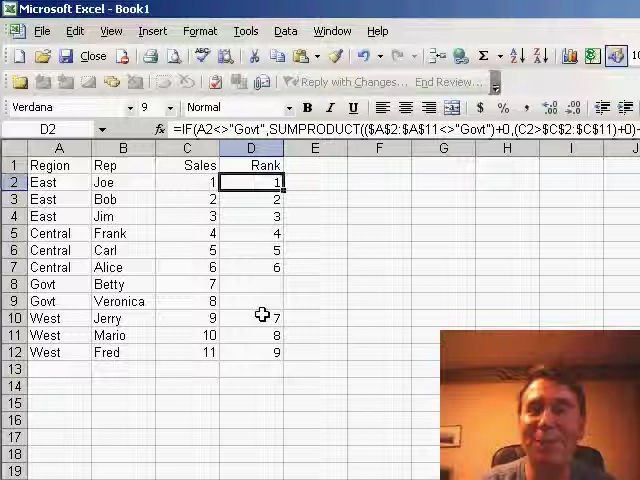 Microsoft Excel - Book1
File Edit View Insert Format Tools Data Window Help
Close Σ 10
Reply with Changes... End Review...
Verdana 9 Normal B I U $ % ,
D2 fx =IF(A2<>"Govt",SUMPRODUCT(($A$2:$A$11<>"Govt")+0,(C2>$C$2:$C$11)+0)-
A B C D E F G H I J
1 Region Rep Sales Rank
2 East Joe 1 1
3 East Bob 2 2
4 East Jim 3 3
5 Central Frank 4 4
6 Central Carl 5 5
7 Central Alice 6 6
8 Govt Betty 7
9 Govt Veronica 8
10 West Jerry 9 7
11 West Mario 10 8
12 West Fred 11 9
13
14
15
16
17
18
19